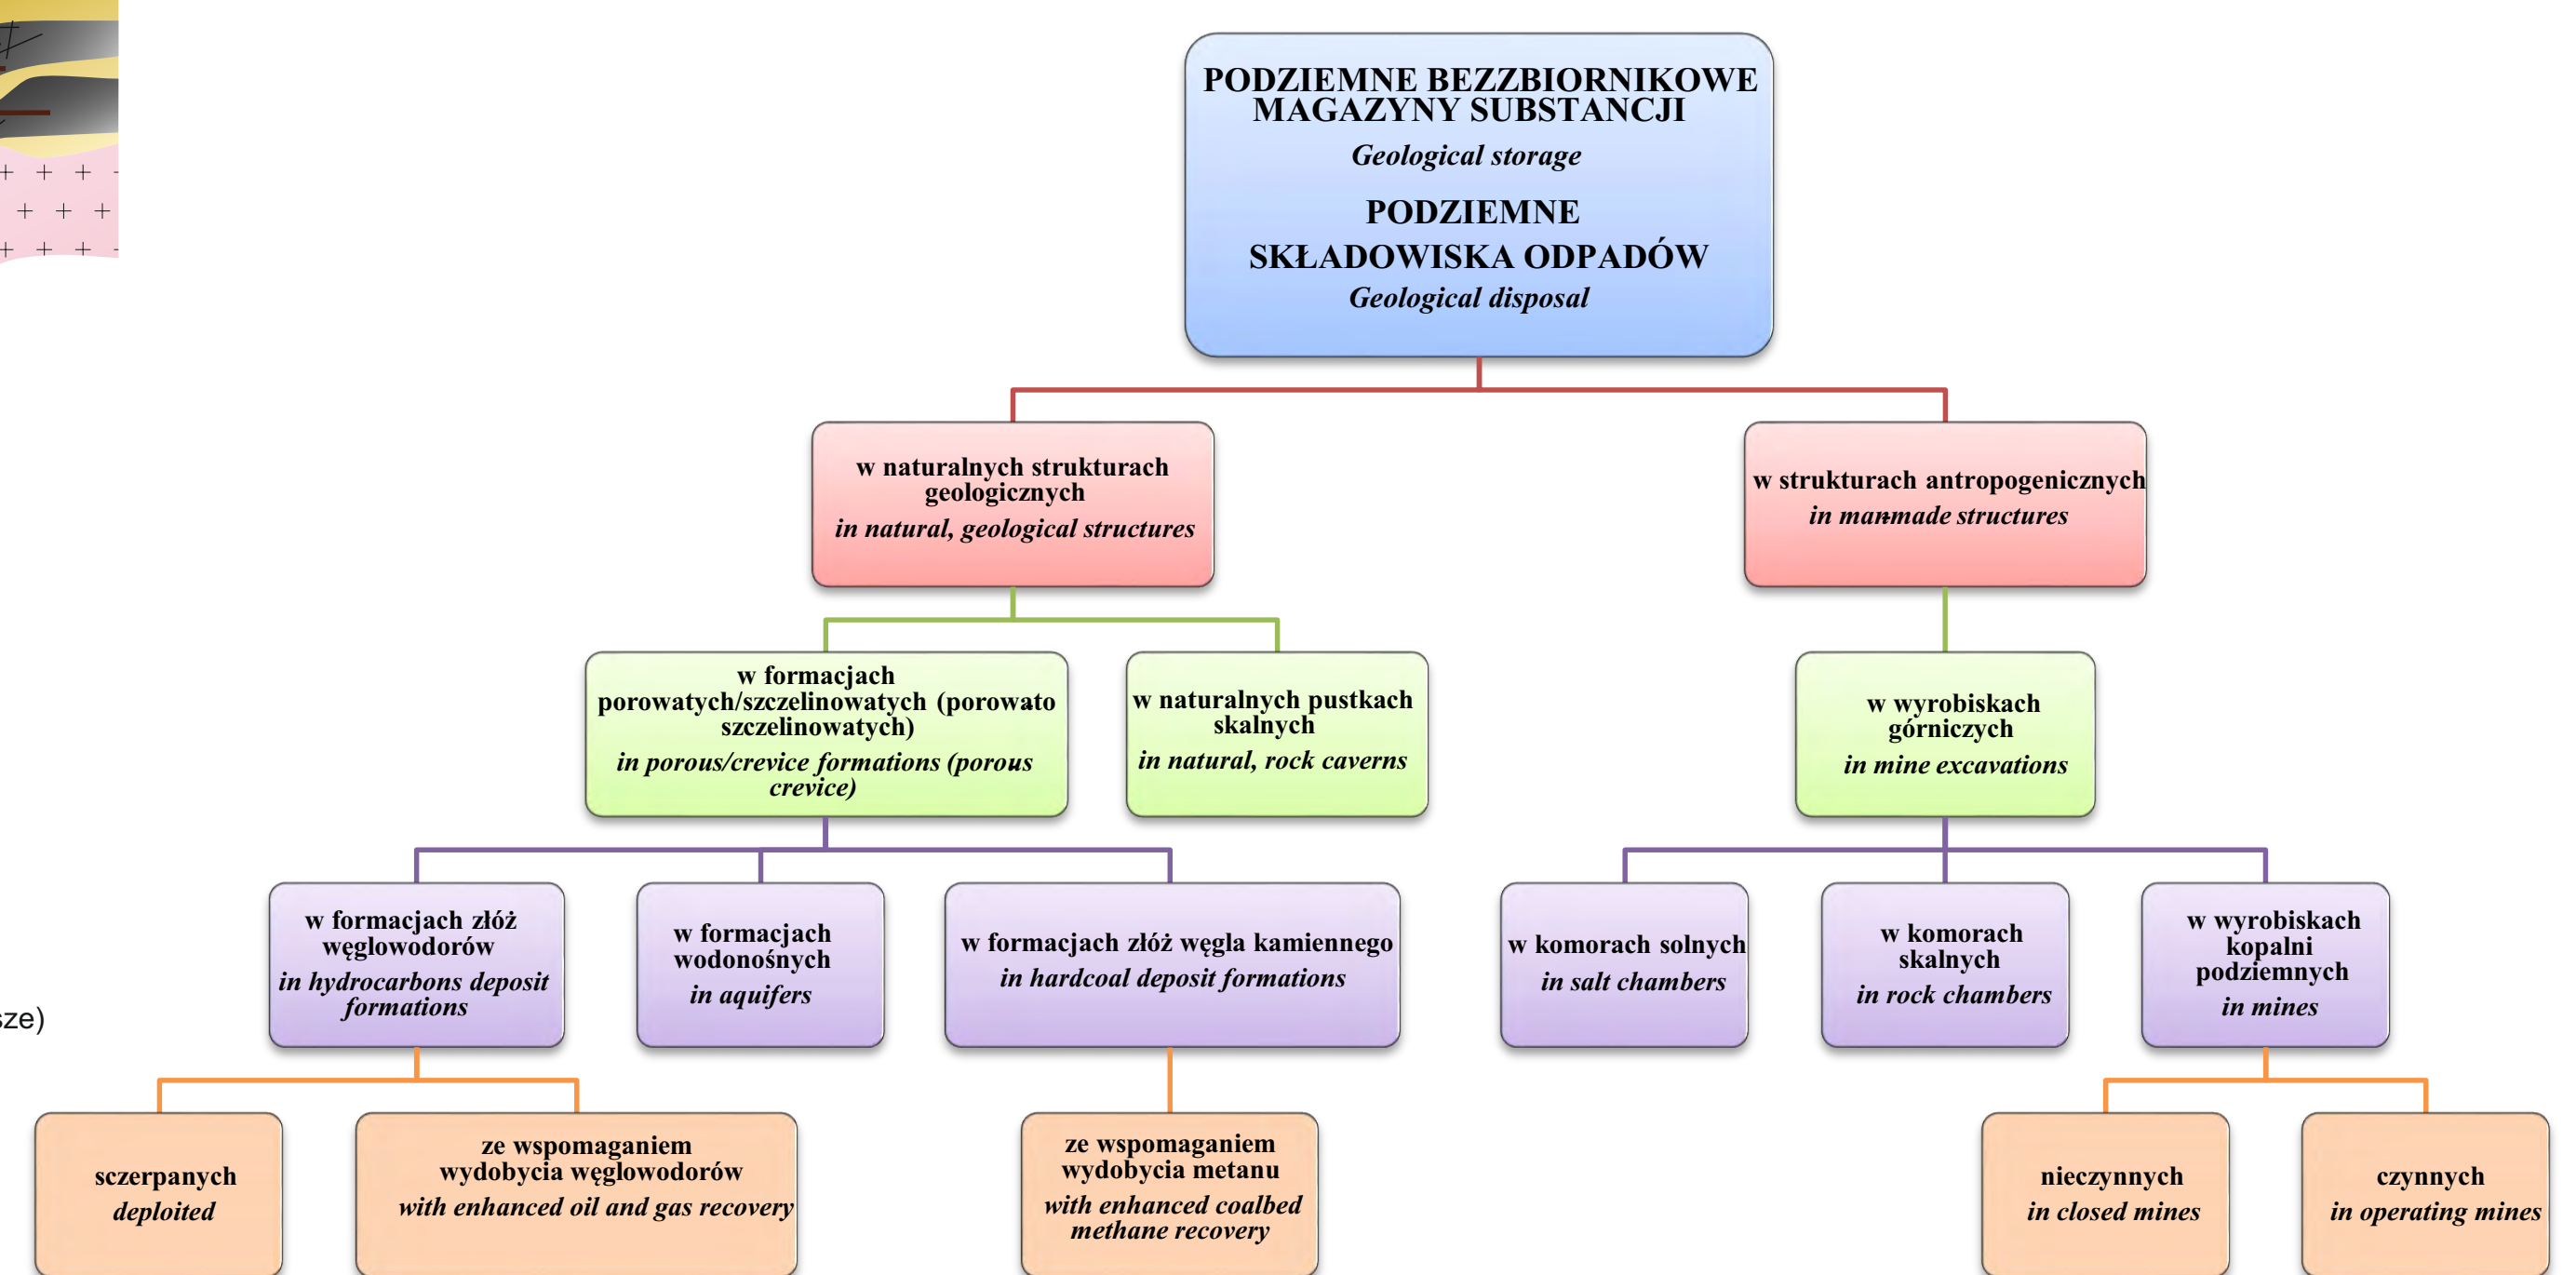 PODZIEMNE BEZZBIORNIKOWE
MAGAZYNY SUBSTANCJI
Geological storage
PODZIEMNE
SKŁADOWISKA ODPADÓW
Geological disposal
w naturalnych strukturach
geologicznych
in natural, geological structures
w strukturach antropogenicznych
in man-made structures
w formacjach
porowatych/szczelinowatych (porowato-
szczelinowatych)
in porous/crevice formations (porous-
crevice)
w naturalnych pustkach
skalnych
in natural, rock caverns
w wyrobiskach
górniczych
in mine excavations
w formacjach złóż
węglowodorów
in hydrocarbons deposit
formations
w formacjach
wodonośnych
in aquifers
w formacjach złóż węgla kamiennego
in hardcoal deposit formations
w komorach solnych
in salt chambers
w komorach
skalnych
in rock chambers
w wyrobiskach
kopalni
podziemnych
in mines
sze)
sczerpanych
deploited
ze wspomaganiem
wydobycia węglowodorów
with enhanced oil and gas recovery
ze wspomaganiem
wydobycia metanu
with enhanced coalbed
methane recovery
nieczynnych
in closed mines
czynnych
in operating mines